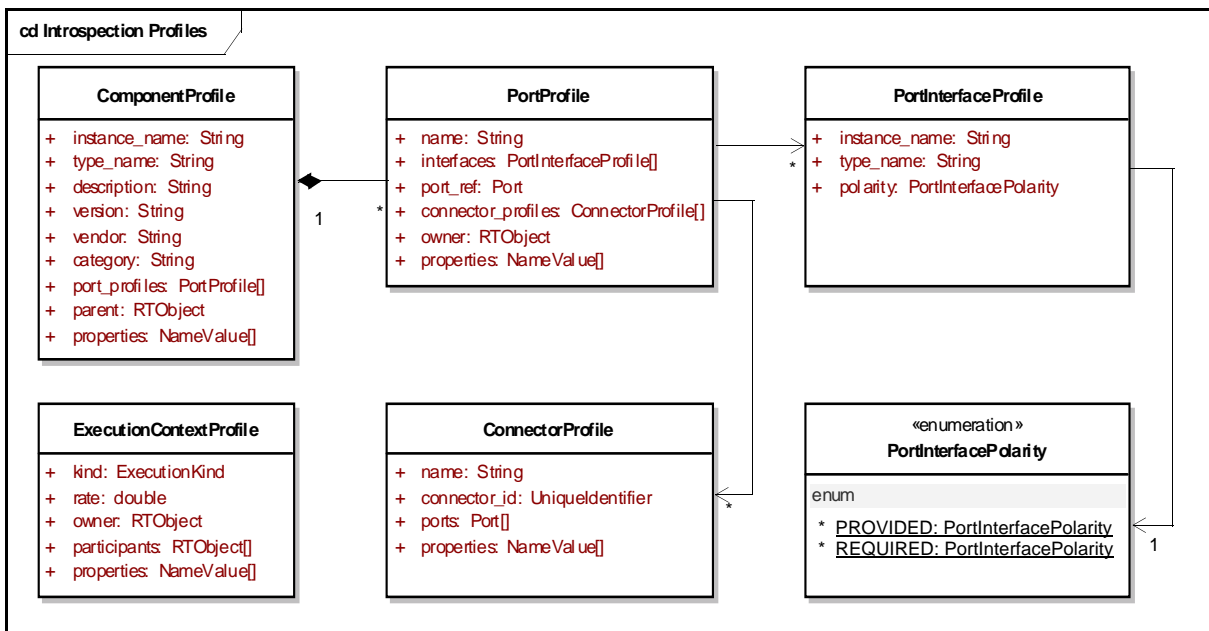 cd Introspection Profiles
ComponentProfile
+ instance_name: String
+ type_name: String
+ description: String
+ version: String
+ vendor: String
+ category: String
+ port_profiles: PortProfile[]
+ parent: RTObject
+ properties: NameValue[]
PortProfile
+ name: String
+ interfaces: PortInterfaceProfile[]
+ port_ref: Port
+ connector_profiles: ConnectorProfile[]
+ owner: RTObject
+ properties: NameValue[]
PortInterfaceProfile
+ instance_name: String
+ type_name: String
+ polarity: PortInterfacePolarity
1
*
*
ExecutionContextProfile
+ kind: ExecutionKind
+ rate: double
+ owner: RTObject
+ participants: RTObject[]
+ properties: NameValue[]
ConnectorProfile
+ name: String
+ connector_id: UniqueIdentifier
+ ports: Port[]
+ properties: NameValue[]
*
«enumeration»
PortInterfacePolarity
enum
* PROVIDED: PortInterfacePolarity
* REQUIRED: PortInterfacePolarity
1